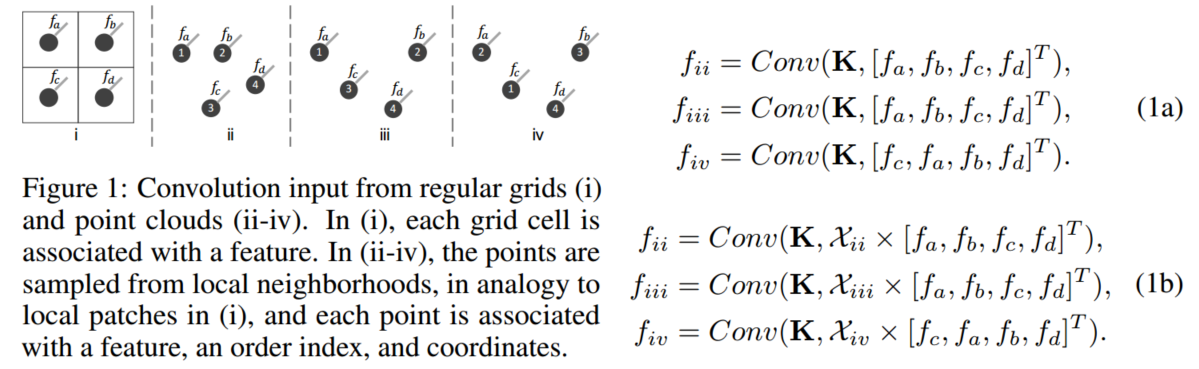 fa fb fa fb fa fb fa fb
1 2 1 2 2 3
fc fd fc fd fc fd fc fd
3 4 3 4 1 4
i ii iii iv
Figure 1: Convolution input from regular grids (i)
and point clouds (ii-iv). In (i), each grid cell is
associated with a feature. In (ii-iv), the points are
sampled from local neighborhoods, in analogy to
local patches in (i), and each point is associated
with a feature, an order index, and coordinates.
f_ii = Conv(K, [f_a, f_b, f_c, f_d]^T),
f_iii = Conv(K, [f_a, f_b, f_c, f_d]^T), (1a)
f_iv = Conv(K, [f_c, f_a, f_b, f_d]^T).
f_ii = Conv(K, 𝒳_ii × [f_a, f_b, f_c, f_d]^T),
f_iii = Conv(K, 𝒳_iii × [f_a, f_b, f_c, f_d]^T), (1b)
f_iv = Conv(K, 𝒳_iv × [f_c, f_a, f_b, f_d]^T).